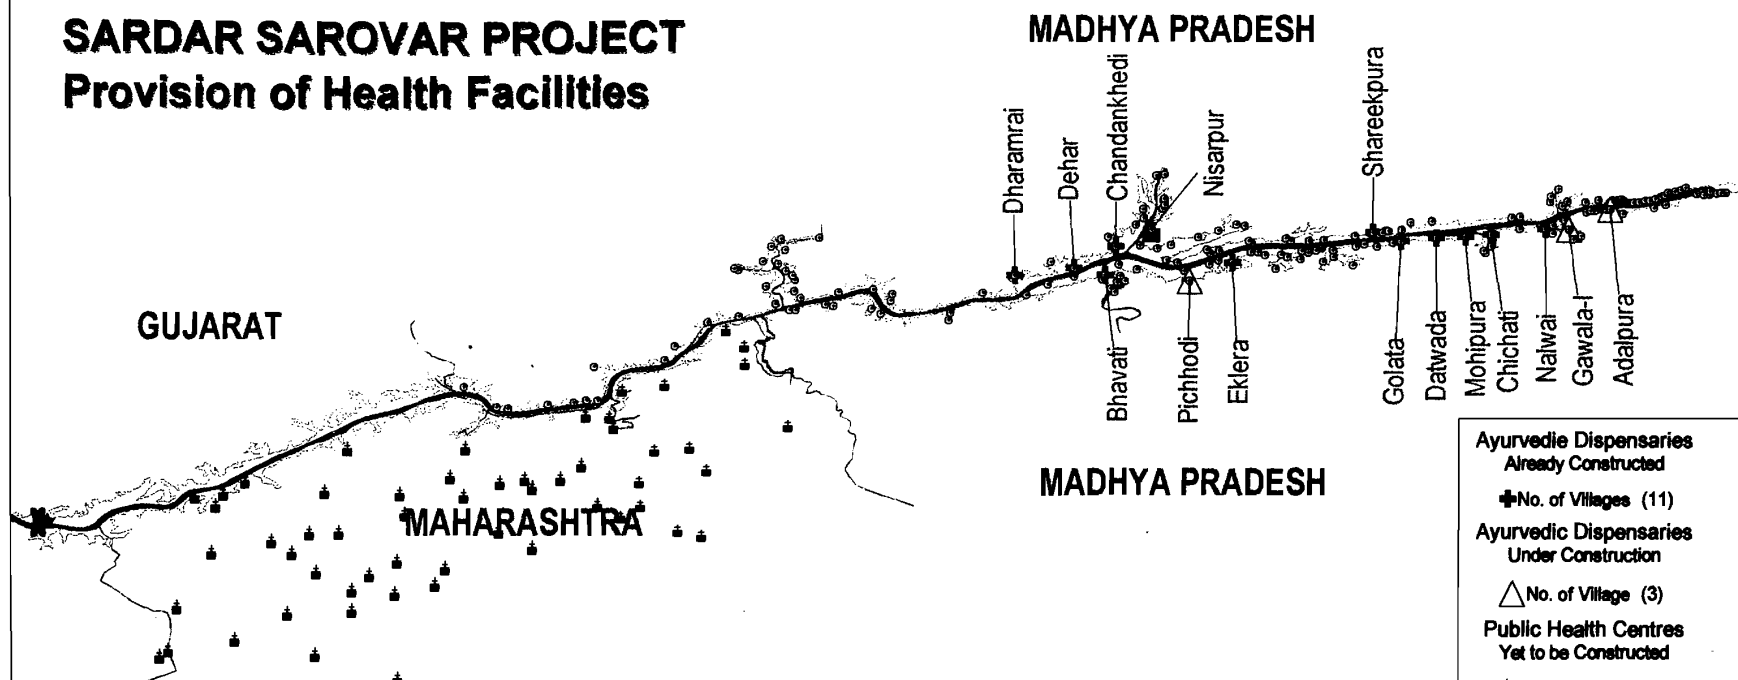 SARDAR SAROVAR PROJECT
Provision of Health Facilities
MADHYA PRADESH
Dharamrai
Dehar
Chandankhedi
Nisarpur
Shareekpura
GUJARAT
Bhavati
Pichhodi
Eklera
Golata
Datwada
Mohipura
Chichati
Nalwai
Gawala-I
Adalpura
MADHYA PRADESH
MAHARASHTRA
Ayurvedie Dispensaries
Already Constructed
No. of Villages (11)
Ayurvedic Dispensaries
Under Construction
No. of Village (3)
Public Health Centres
Yet to be Constructed